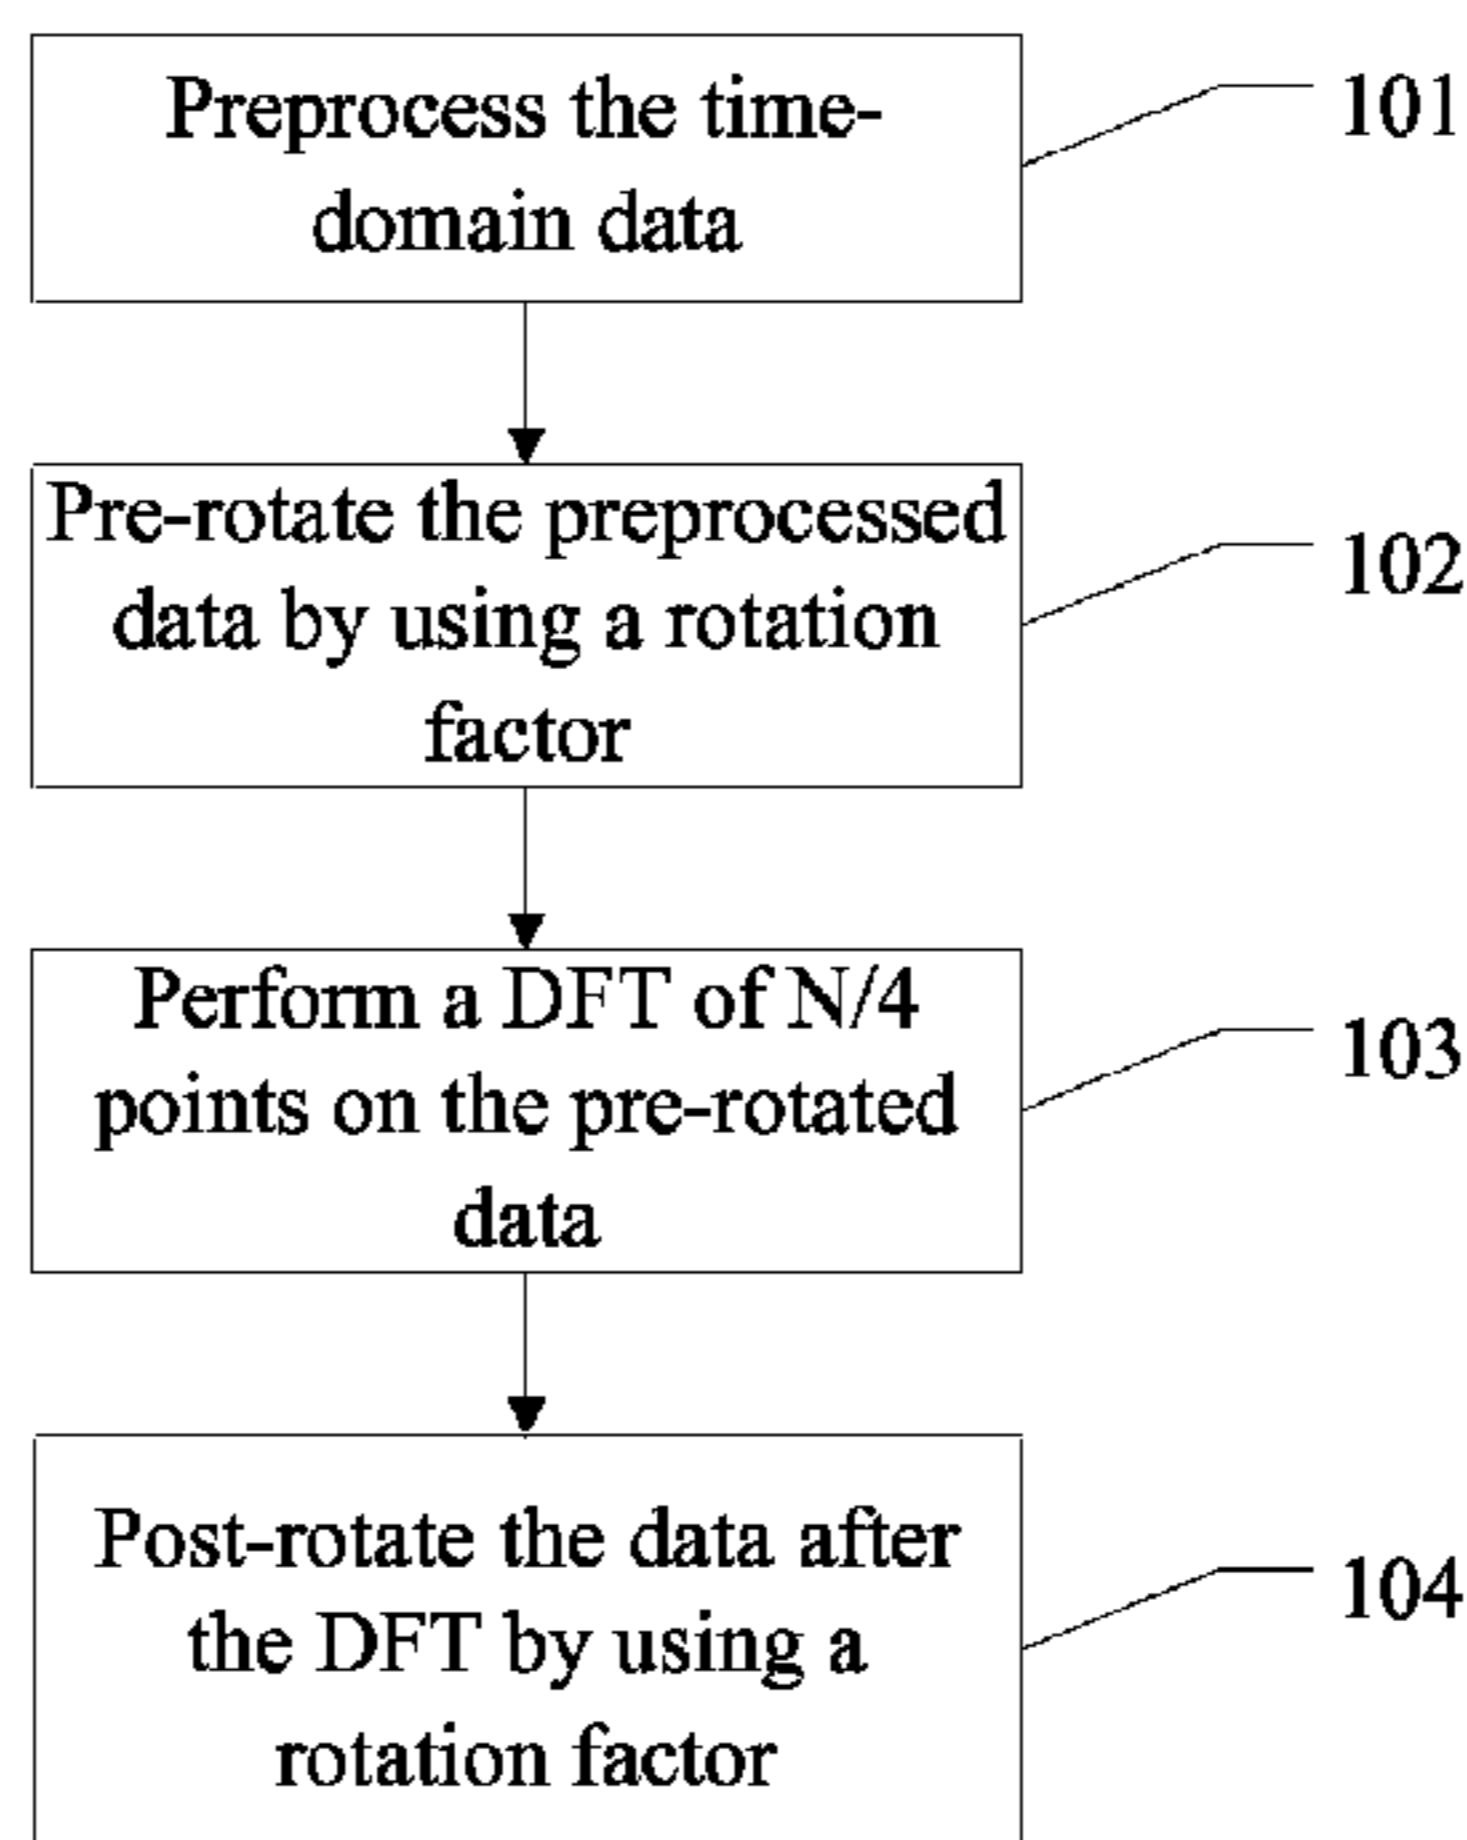 Preprocess the time-
domain data
101
Pre-rotate the preprocessed
data by using a rotation
factor
102
Perform a DFT of N/4
points on the pre-rotated
data
103
Post-rotate the data after
the DFT by using a
rotation factor
104